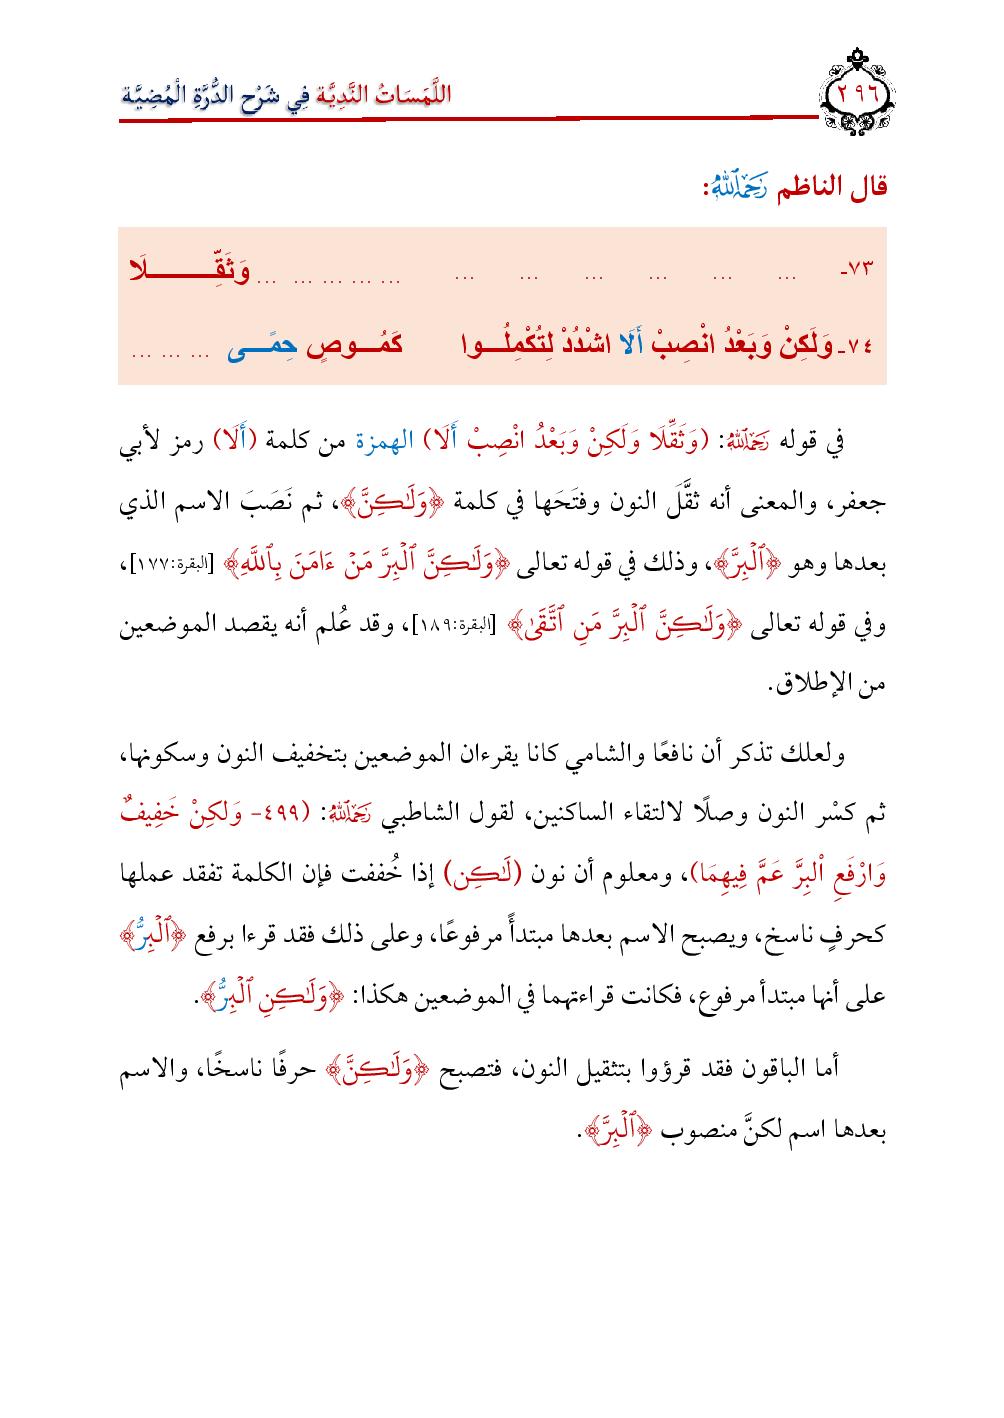 ٢٩٦
اللَّمَسَاتُ النَّدِيَّة فِي شَرْحِ الدُّرَّةِ الْمُضِيَّة
قال الناظم رَحِمَهُ ٱللَّهُ:
٧٣- ... ... ... ... ... ... ... ... ... ... ... وَثَقِّـــــــــلَا
٧٤- وَلَكِنْ وَبَعْدُ انْصِبْ أَلَا اشْدُدْ لِتُكْمِلُـــوا كَمُـــوصٍ حِمًـــى ... ... ...
في قوله رَحِمَهُ ٱللَّهُ: (وَثَقِّلَا وَلَكِنْ وَبَعْدُ انْصِبْ أَلَا) الهمزة من كلمة (أَلَا) رمز لأبي
جعفر، والمعنى أنه ثقَّلَ النون وفتَحَها في كلمة ﴿وَلَٰكِنَّ﴾، ثم نَصَبَ الاسم الذي
بعدها وهو ﴿ٱلْبِرَّ﴾، وذلك في قوله تعالى ﴿وَلَٰكِنَّ ٱلْبِرَّ مَنْ ءَامَنَ بِٱللَّهِ﴾ [البقرة:١٧٧]،
وفي قوله تعالى ﴿وَلَٰكِنَّ ٱلْبِرَّ مَنِ ٱتَّقَىٰ﴾ [البقرة:١٨٩]، وقد عُلم أنه يقصد الموضعين
من الإطلاق.
ولعلك تذكر أن نافعًا والشامي كانا يقرءان الموضعين بتخفيف النون وسكونها،
ثم كسْر النون وصلًا لالتقاء الساكنين، لقول الشاطبي رَحِمَهُ ٱللَّهُ: (٤٩٩- وَلكِنْ خَفِيفٌ
وَارْفَعِ اْلبِرَّ عَمَّ فِيهِمَا)، ومعلوم أن نون (لَٰكِن) إذا خُففت فإن الكلمة تفقد عملها
كحرفٍ ناسخ، ويصبح الاسم بعدها مبتدأً مرفوعًا، وعلى ذلك فقد قرءا برفع ﴿ٱلْبِرُّ﴾
على أنها مبتدأ مرفوع، فكانت قراءتهما في الموضعين هكذا: ﴿وَلَٰكِنِ ٱلْبِرُّ﴾.
أما الباقون فقد قرؤوا بتثقيل النون، فتصبح ﴿وَلَٰكِنَّ﴾ حرفًا ناسخًا، والاسم
بعدها اسم لكنَّ منصوب ﴿ٱلْبِرَّ﴾.